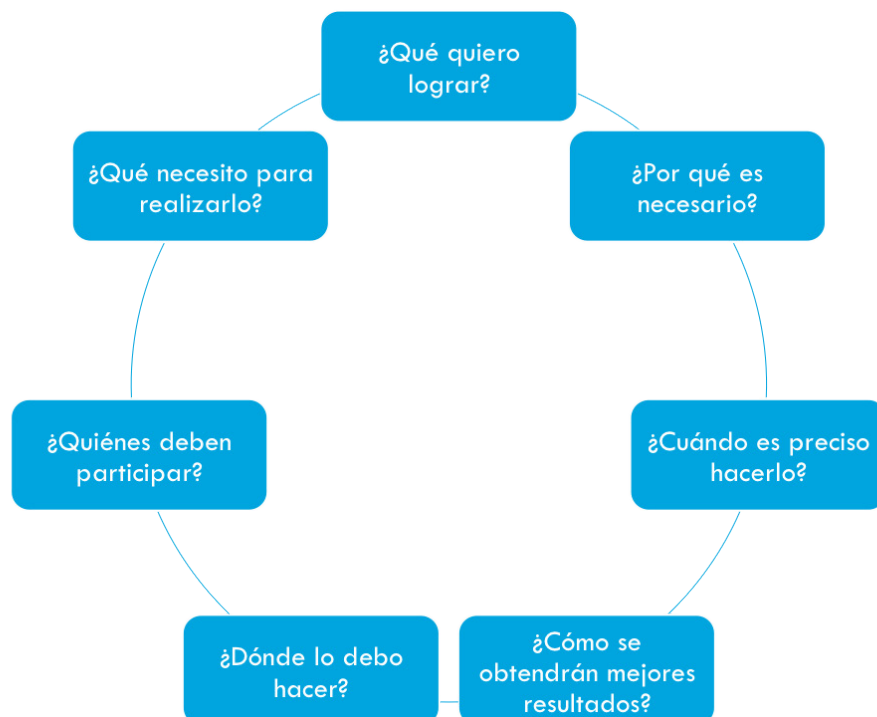 ¿Qué quiero
lograr?
¿Por qué es
necesario?
¿Cuándo es preciso
hacerlo?
¿Cómo se
obtendrán mejores
resultados?
¿Dónde lo debo
hacer?
¿Quiénes deben
participar?
¿Qué necesito para
realizarlo?